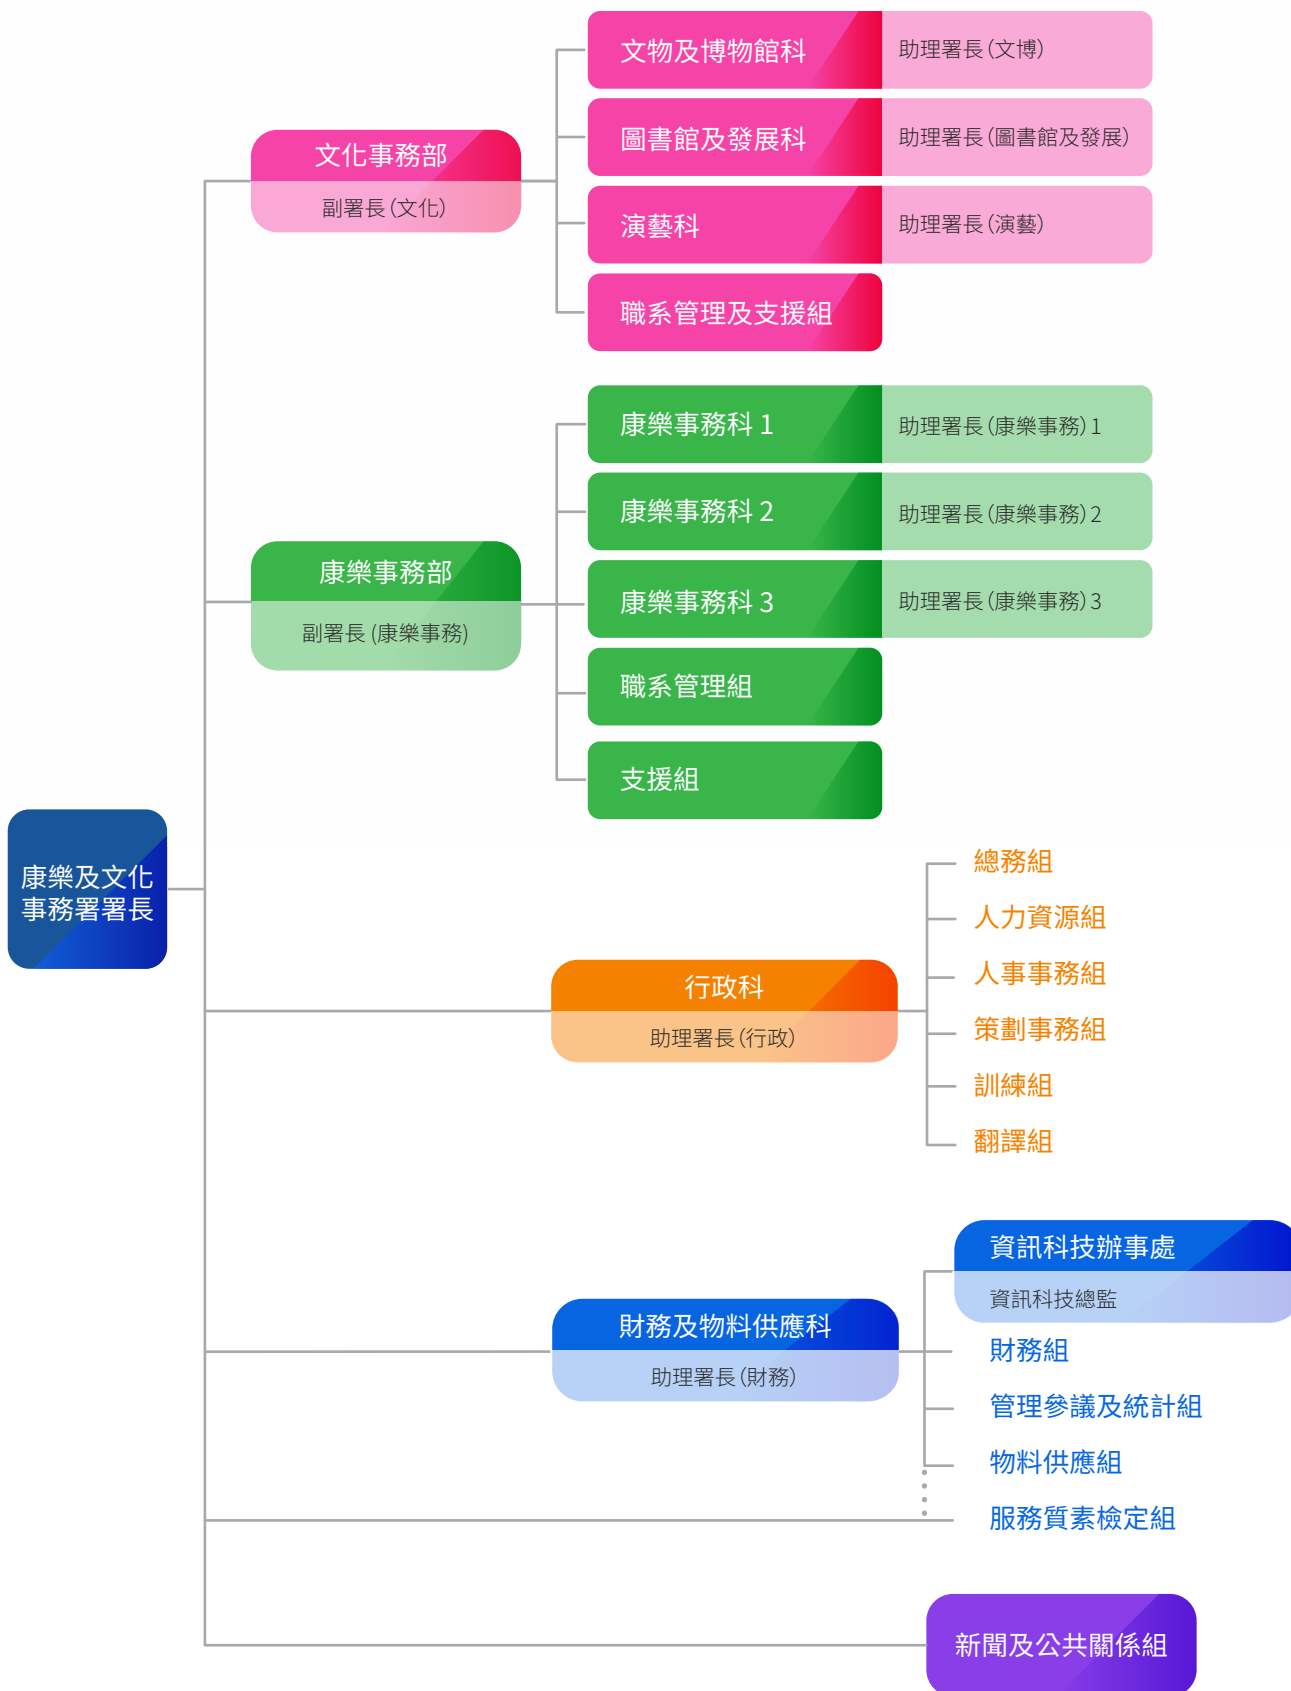 康樂及文化
事務署署長
文化事務部
副署長(文化)
文物及博物館科
助理署長(文博)
圖書館及發展科
助理署長(圖書館及發展)
演藝科
助理署長(演藝)
職系管理及支援組
康樂事務部
副署長 (康樂事務)
康樂事務科 1
助理署長(康樂事務)1
康樂事務科 2
助理署長(康樂事務)2
康樂事務科 3
助理署長(康樂事務)3
職系管理組
支援組
行政科
助理署長(行政)
總務組
人力資源組
人事事務組
策劃事務組
訓練組
翻譯組
財務及物料供應科
助理署長(財務)
資訊科技辦事處
資訊科技總監
財務組
管理參議及統計組
物料供應組
服務質素檢定組
新聞及公共關係組